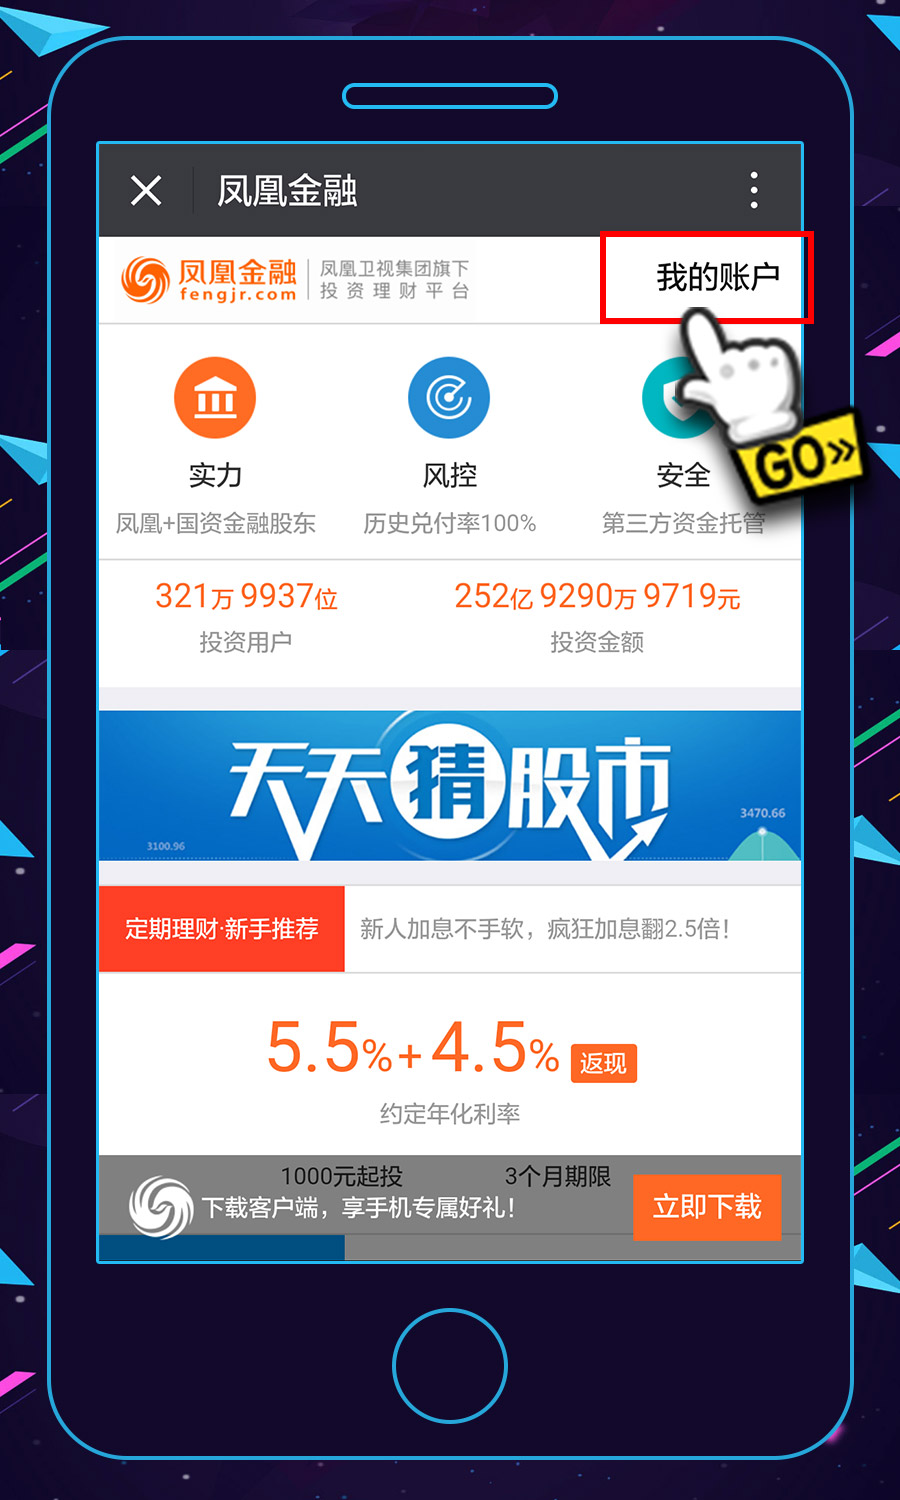 凤凰金融
凤凰金融
fengjr.com
凤凰卫视集团旗下
投资理财平台
我的账户
GO»
实力
风控
安全
凤凰+国资金融股东
历史兑付率100%
第三方资金托管
321万9937位
252亿9290万9719元
投资用户
投资金额
天天猜股市
3470.66
3100.96
定期理财·新手推荐
新人加息不手软，疯狂加息翻2.5倍！
5.5%+4.5% 返现
约定年化利率
1000元起投
3个月期限
下载客户端，享手机专属好礼！
立即下载